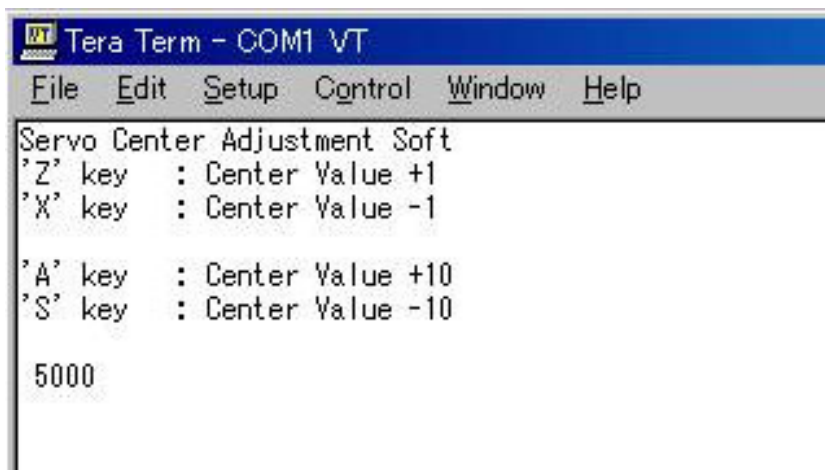 Tera Term - COM1 VT
File Edit Setup Control Window Help
Servo Center Adjustment Soft
'Z' key : Center Value +1
'X' key : Center Value -1
'A' key : Center Value +10
'S' key : Center Value -10
5000